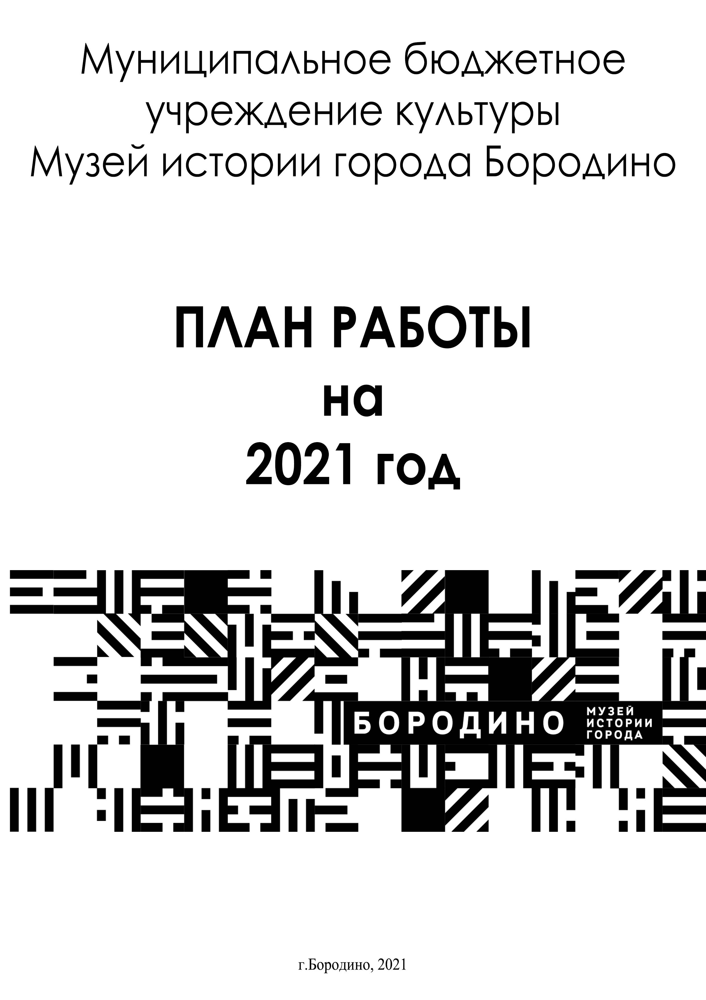 Муниципальное бюджетное
учреждение культуры
Музей истории города Бородино
ПЛАН РАБОТЫ
на
2021 год
БОРОДИНО
МУЗЕЙ
ИСТОРИИ
ГОРОДА
г.Бородино, 2021